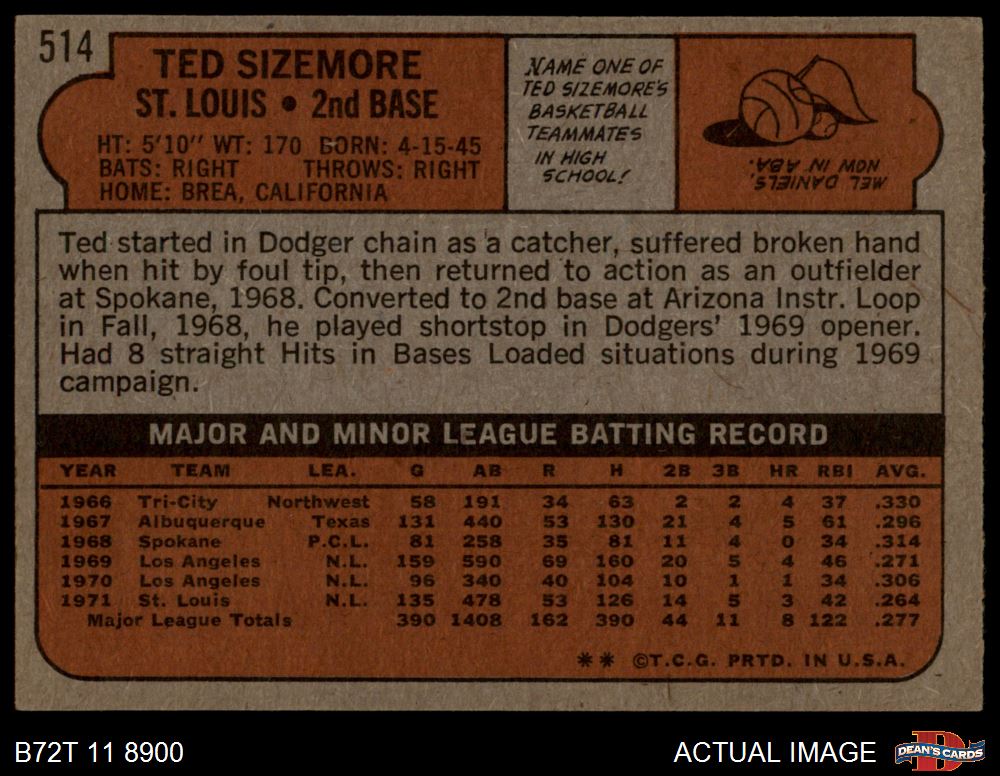 514
TED SIZEMORE
ST. LOUIS • 2nd BASE
HT: 5'10" WT: 170 BORN: 4-15-45
BATS: RIGHT THROWS: RIGHT
HOME: BREA, CALIFORNIA
NAME ONE OF
TED SIZEMORE'S
BASKETBALL
TEAMMATES
IN HIGH
SCHOOL!
MEL DANIELS,
NOW IN ABA.
Ted started in Dodger chain as a catcher, suffered broken hand
when hit by foul tip, then returned to action as an outfielder
at Spokane, 1968. Converted to 2nd base at Arizona Instr. Loop
in Fall, 1968, he played shortstop in Dodgers' 1969 opener.
Had 8 straight Hits in Bases Loaded situations during 1969
campaign.
MAJOR AND MINOR LEAGUE BATTING RECORD
YEAR TEAM LEA. G AB R H 2B 3B HR RBI AVG.
1966 Tri-City Northwest 58 191 34 63 2 2 4 37 .330
1967 Albuquerque Texas 131 440 53 130 21 4 5 61 .296
1968 Spokane P.C.L. 81 258 35 81 11 4 0 34 .314
1969 Los Angeles N.L. 159 590 69 160 20 5 4 46 .271
1970 Los Angeles N.L. 96 340 40 104 10 1 1 34 .306
1971 St. Louis N.L. 135 478 53 126 14 5 3 42 .264
Major League Totals 390 1408 162 390 44 11 8 122 .277
** ©T.C.G. PRTD. IN U.S.A.
B72T 11 8900
ACTUAL IMAGE
D
DEAN'S CARDS